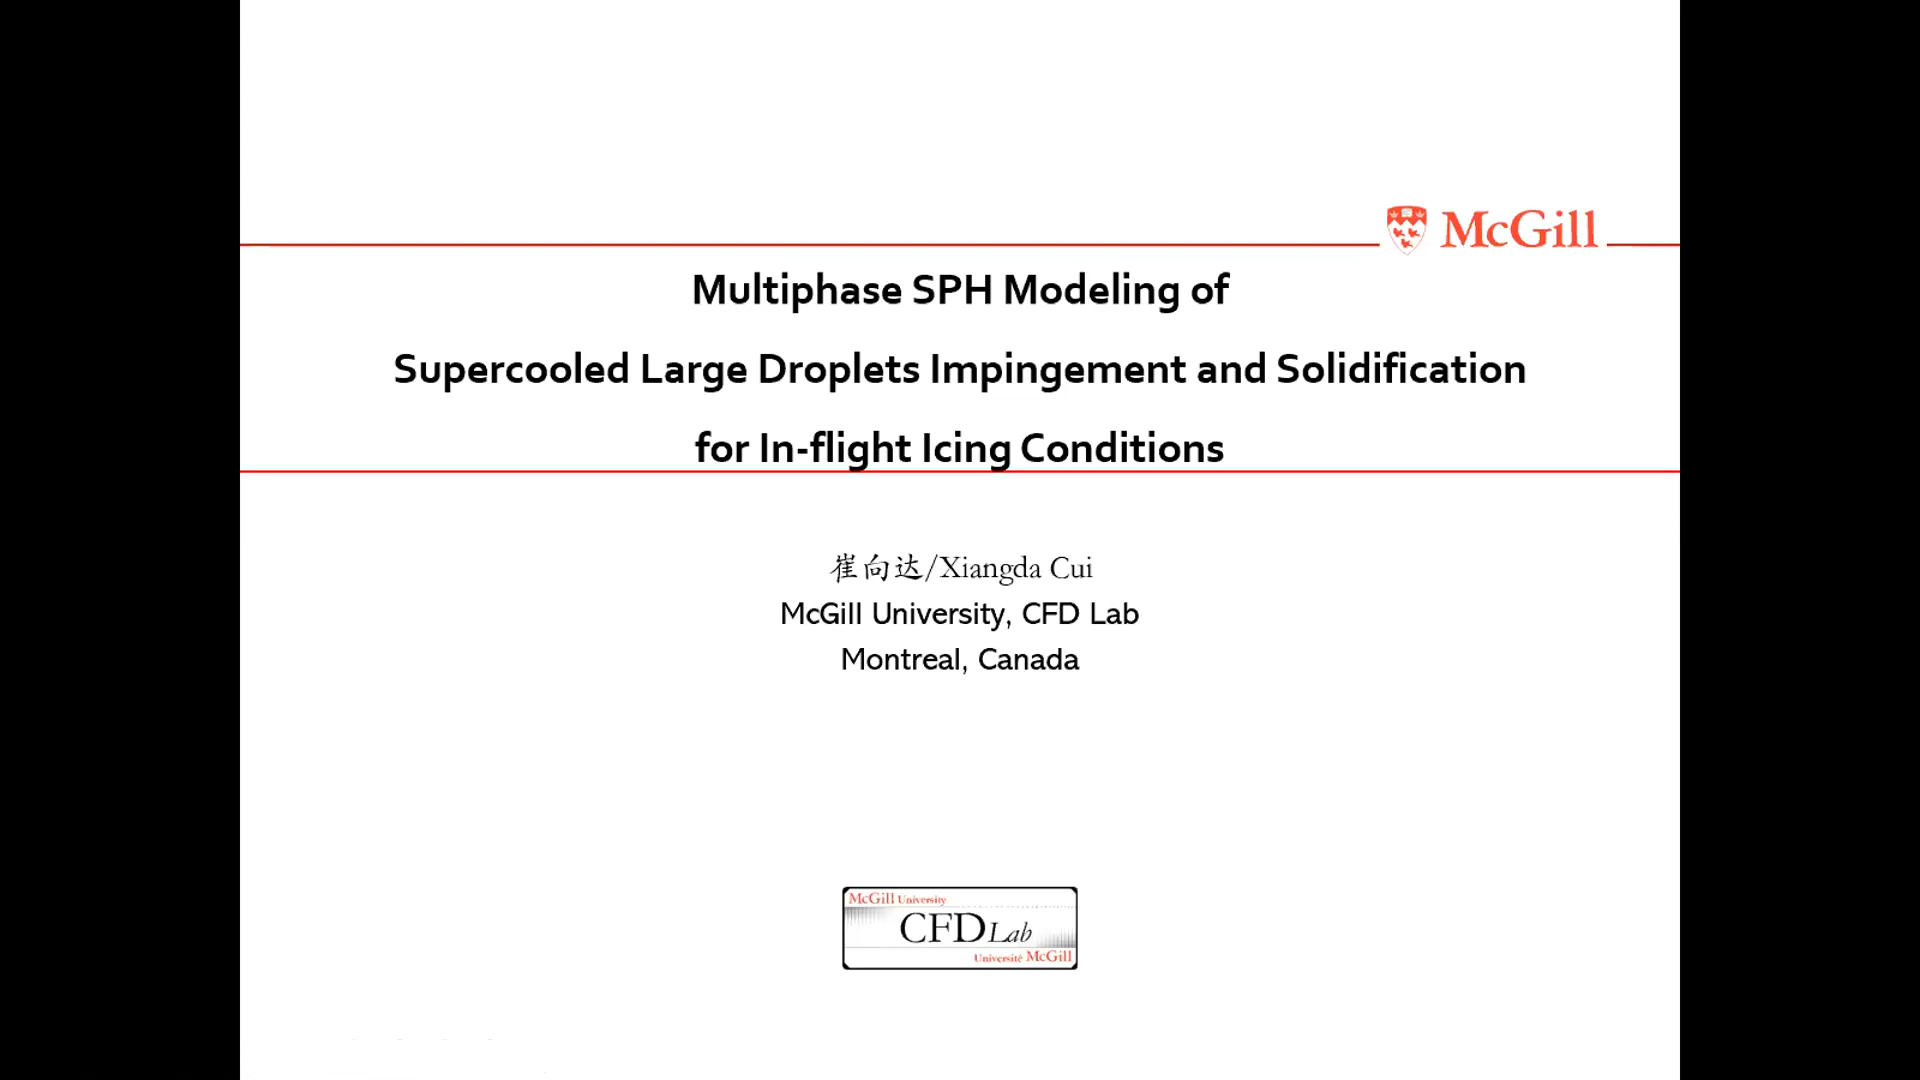 McGill
Multiphase SPH Modeling of
Supercooled Large Droplets Impingement and Solidification
for In-flight Icing Conditions
崔向达/Xiangda Cui
McGill University, CFD Lab
Montreal, Canada
McGill University
CFD Lab
Université McGill